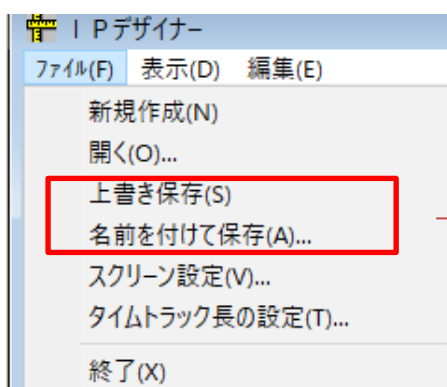 ＩＰデザイナー
ﾌｧｲﾙ(F) 表示(D) 編集(E)
新規作成(N)
開く(O)...
上書き保存(S)
名前を付けて保存(A)...
スクリーン設定(V)...
タイムトラック長の設定(T)...
終了(X)